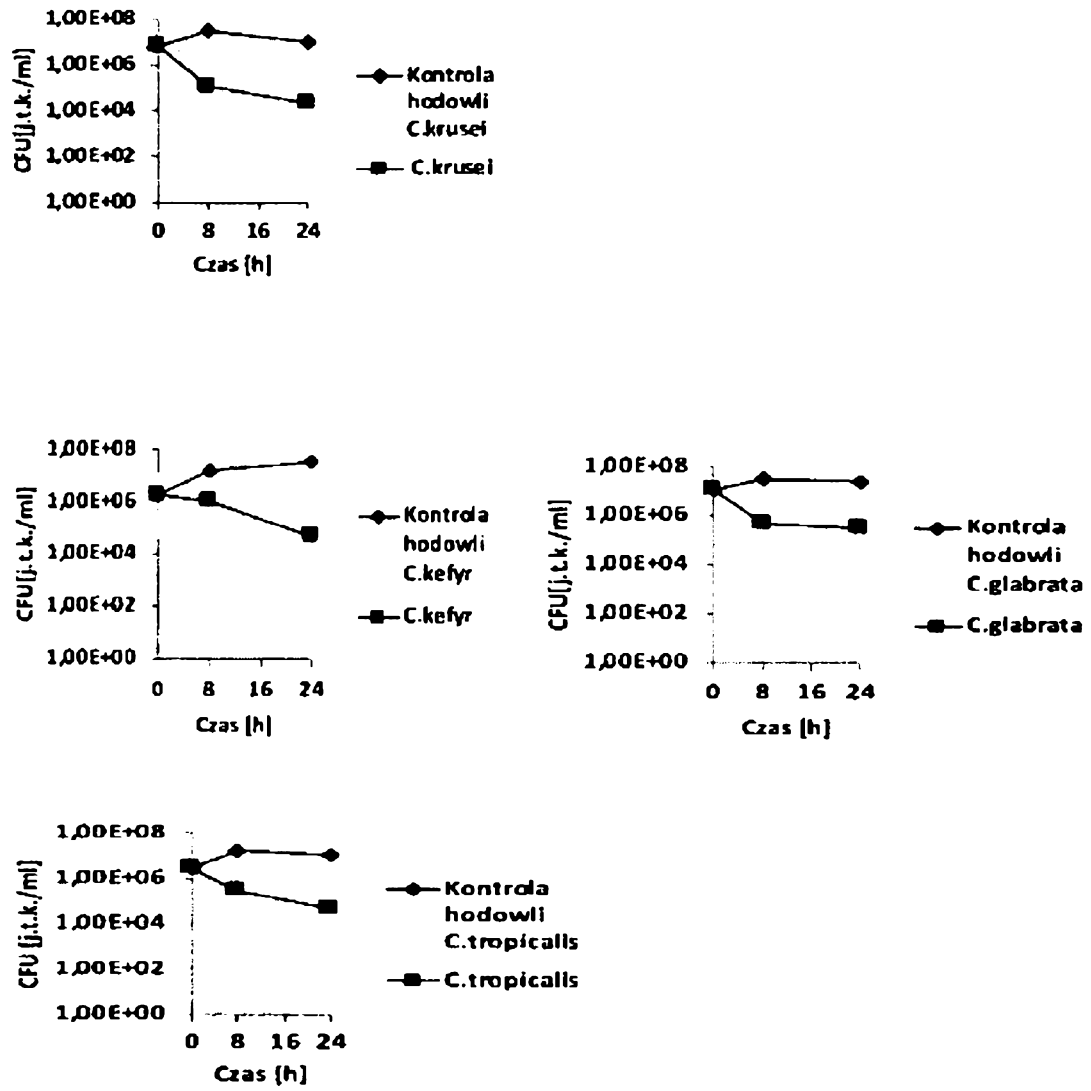 1,00E+08
1,00E+06
1,00E+04
1,00E+02
1,00E+00
CFU[j.t.k./ml]
0 8 16 24
Czas [h]
Kontrola
hodowli
C.krusei
C.krusei
1,00E+08
1,00E+06
1,00E+04
1,00E+02
1,00E+00
CFU[j.t.k./ml]
0 8 16 24
Czas [h]
Kontrola
hodowli
C.kefyr
C.kefyr
1,00E+08
1,00E+06
1,00E+04
1,00E+02
1,00E+00
CFU[j.t.k./ml]
0 8 16 24
Czas [h]
Kontrola
hodowli
C.glabrata
C.glabrata
1,00E+08
1,00E+06
1,00E+04
1,00E+02
1,00E+00
CFU [j.t.k./ml]
0 8 16 24
Czas [h]
Kontrola
hodowli
C.tropicalis
C.tropicalis